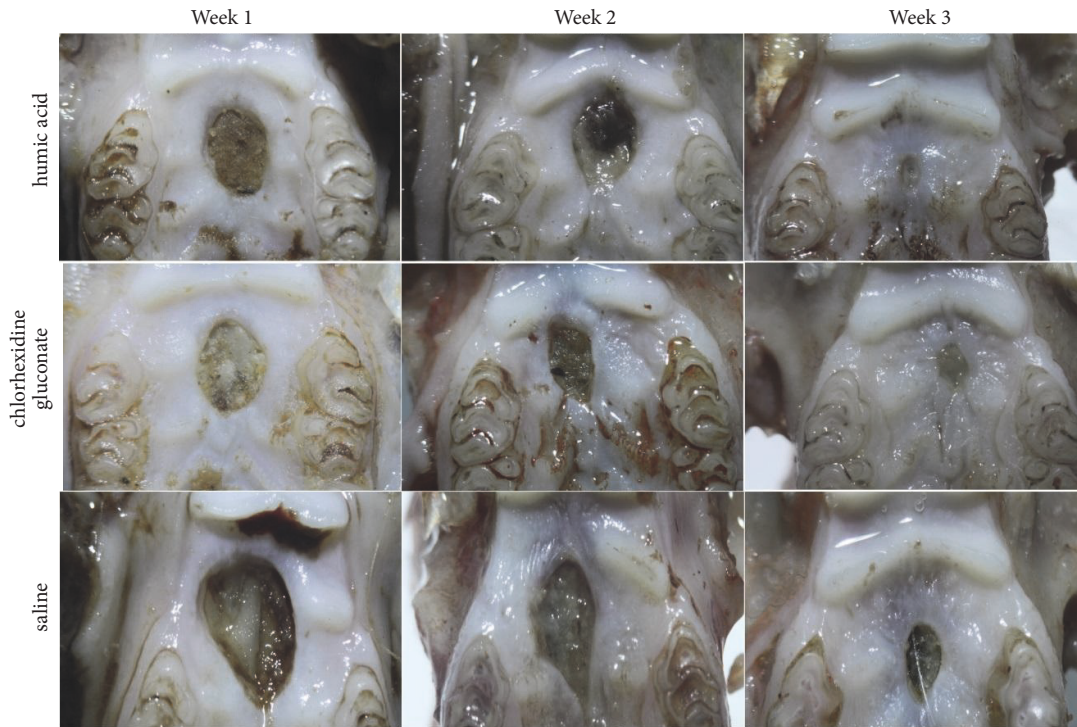 Week 1
Week 2
Week 3
humic acid
chlorhexidine
gluconate
saline